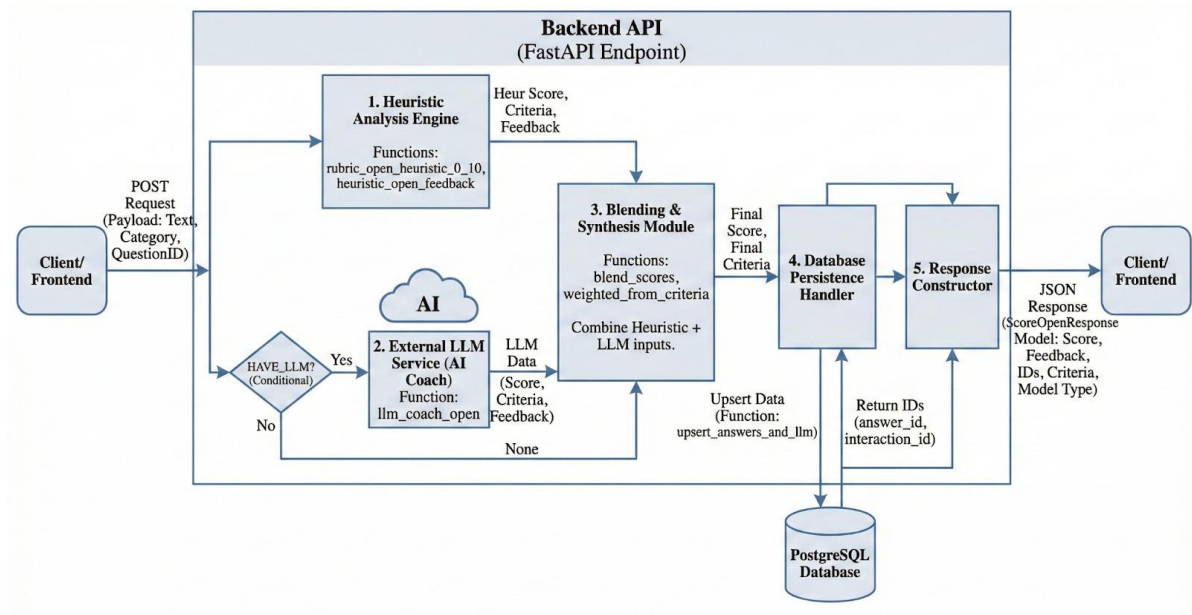 Backend API
(FastAPI Endpoint)
Client/
Frontend
POST
Request
(Payload: Text,
Category,
QuestionID)
1. Heuristic
Analysis Engine
Functions:
rubric_open_heuristic_0_10,
heuristic_open_feedback
Heur Score,
Criteria,
Feedback
HAVE_LLM?
(Conditional)
Yes
No
AI
2. External LLM
Service (AI
Coach)
Function:
llm_coach_open
LLM
Data
(Score,
Criteria,
Feedback)
None
3. Blending &
Synthesis Module
Functions:
blend_scores,
weighted_from_criteria
Combine Heuristic +
LLM inputs.
Final
Score,
Final
Criteria
4. Database
Persistence
Handler
5. Response
Constructor
Upsert Data
(Function:
upsert_answers_and_llm)
Return IDs
(answer_id,
interaction_id)
PostgreSQL
Database
JSON
Response
(ScoreOpenResponse
Model: Score,
Feedback,
IDs, Criteria,
Model Type)
Client/
Frontend